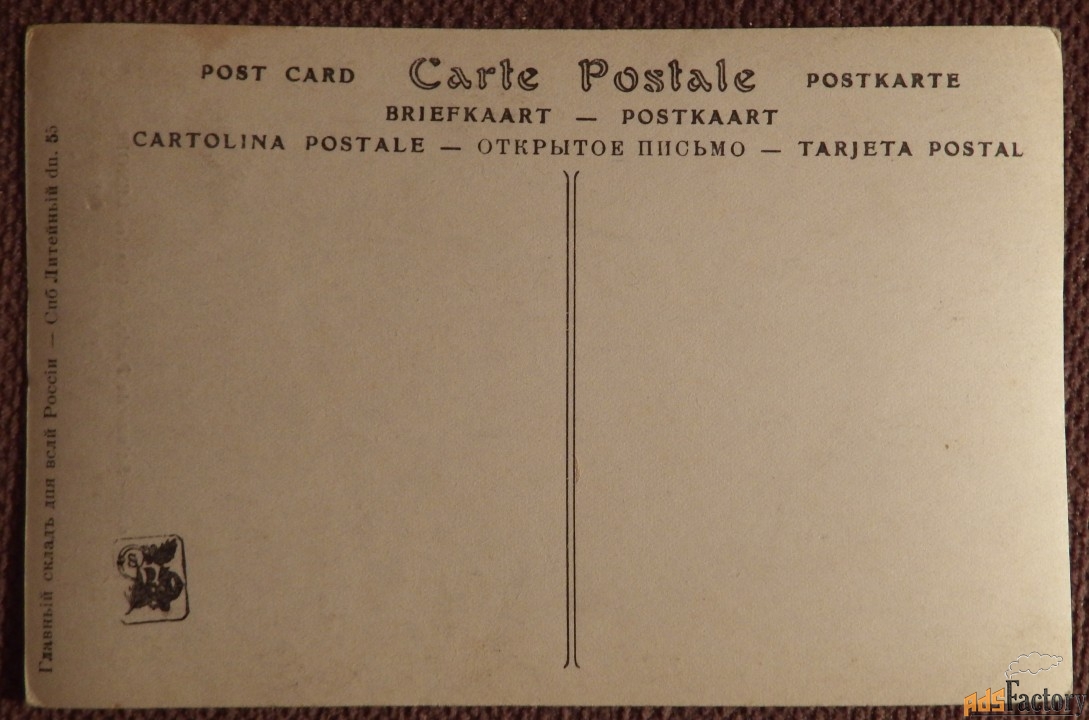 POST CARD Carte Postale POSTKARTE
BRIEFKAART — POSTKAART
CARTOLINA POSTALE — ОТКРЫТОЕ ПИСЬМО — TARJETA POSTAL
Главный складъ для всей Россіи — Спб Литейный dп. 55
AdsFactory